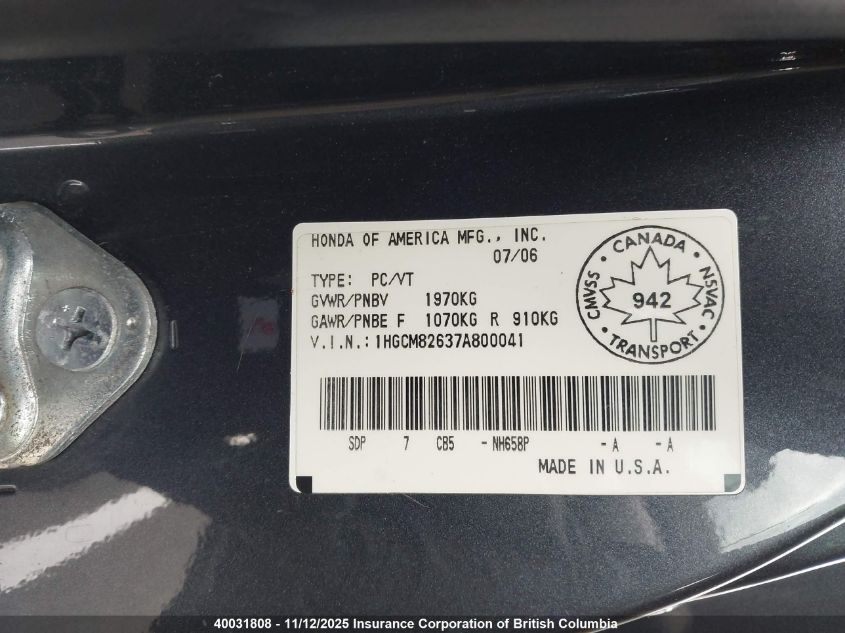 HONDA OF AMERICA MFG., INC.
07/06
TYPE: PC/VT
GVWR/PNBV 1970KG
GAWR/PNBE F 1070KG R 910KG
V.I.N.: 1HGCM82637A800041
CANADA
CMVSS
942
NSVAC
TRANSPORT
SDP 7 CB5 -NH658P -A -A
MADE IN U.S.A.
40031808 - 11/12/2025 Insurance Corporation of British Columbia